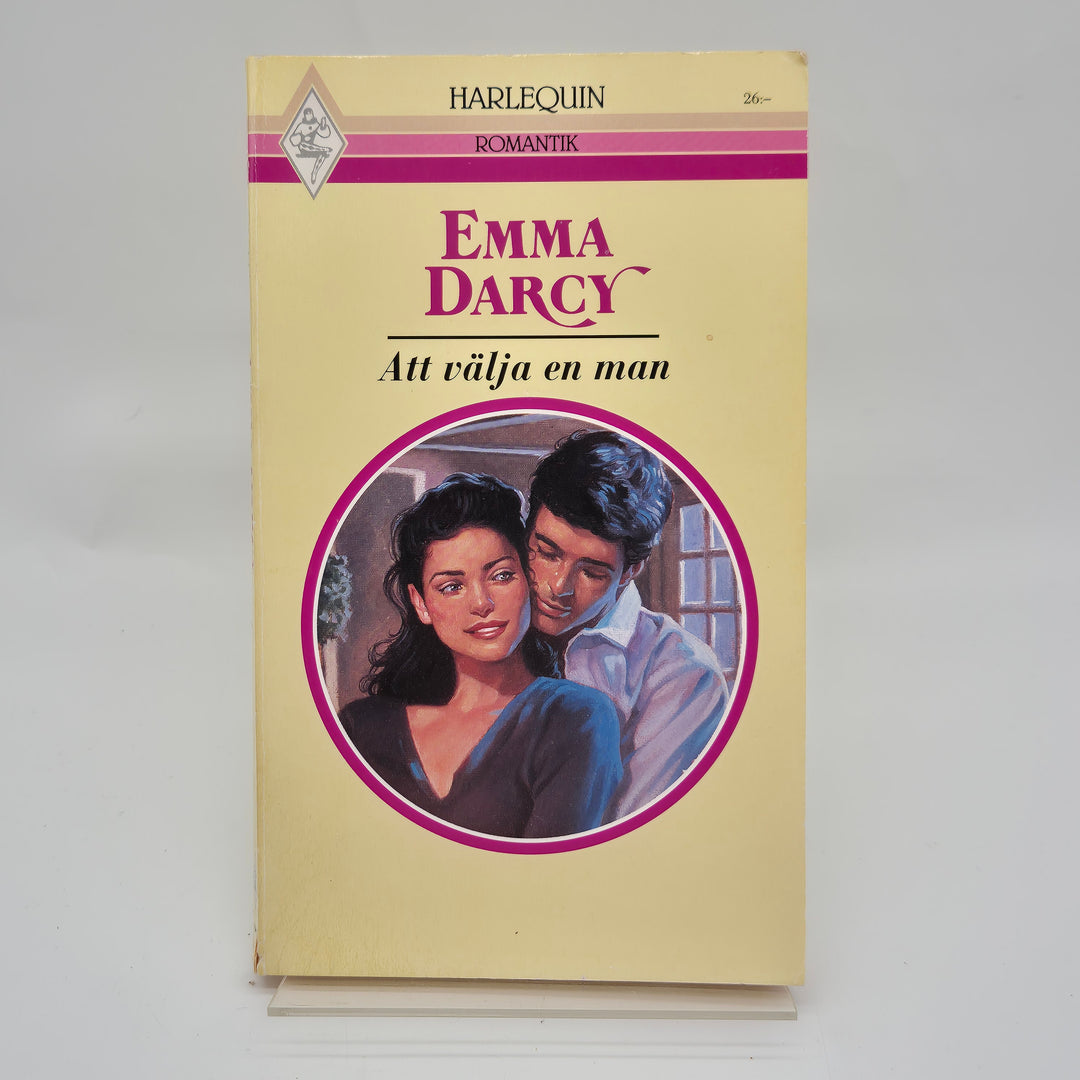 HARLEQUIN
26:–
ROMANTIK
EMMA
DARCY
Att välja en man